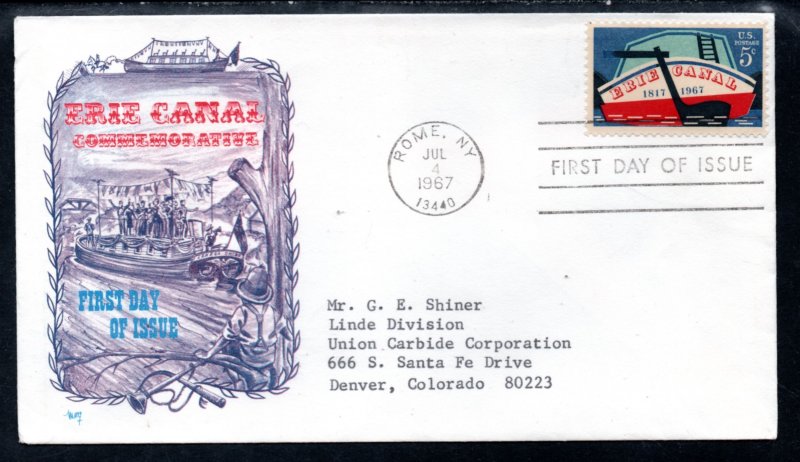 ERIE CANAL
COMMEMORATIVE
FIRST DAY
OF ISSUE
U.S.
POSTAGE
5¢
ERIE CANAL
1817 1967
ROME, NY
JUL
4
1967
13440
FIRST DAY OF ISSUE
Mr. G. E. Shiner
Linde Division
Union Carbide Corporation
666 S. Santa Fe Drive
Denver, Colorado 80223